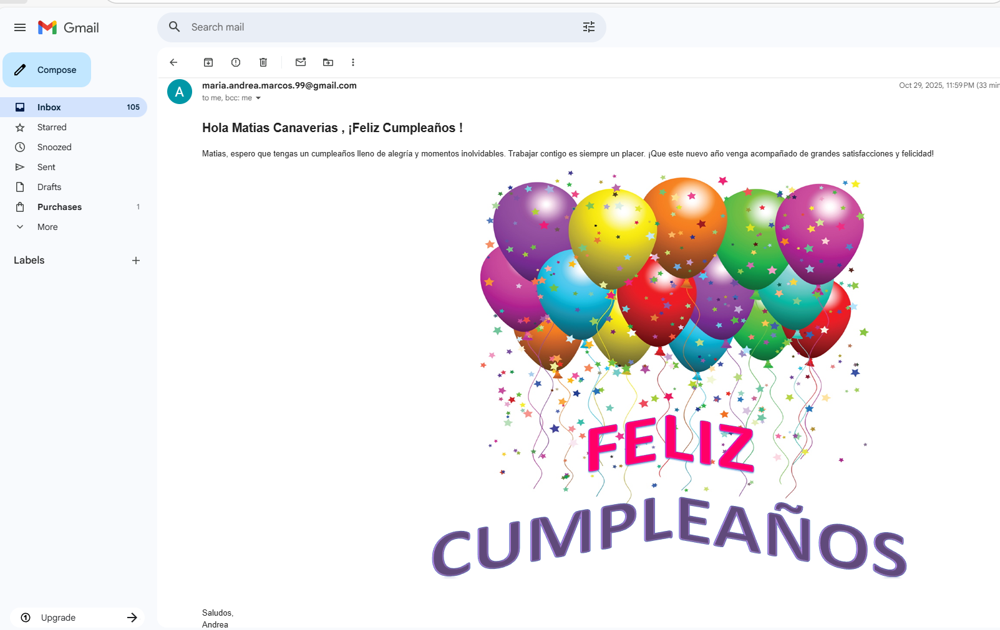 Gmail
Search mail
Compose
Inbox 105
Starred
Snoozed
Sent
Drafts
Purchases 1
More
Labels
Upgrade
A
maria.andrea.marcos.99@gmail.com
Oct 29, 2025, 11:59 PM (33 min
to me, bcc: me
Hola Matias Canaverias , ¡Feliz Cumpleaños !
Matias, espero que tengas un cumpleaños lleno de alegría y momentos inolvidables. Trabajar contigo es siempre un placer. ¡Que este nuevo año venga acompañado de grandes satisfacciones y felicidad!
FELIZ
CUMPLEAÑOS
Saludos,
Andrea